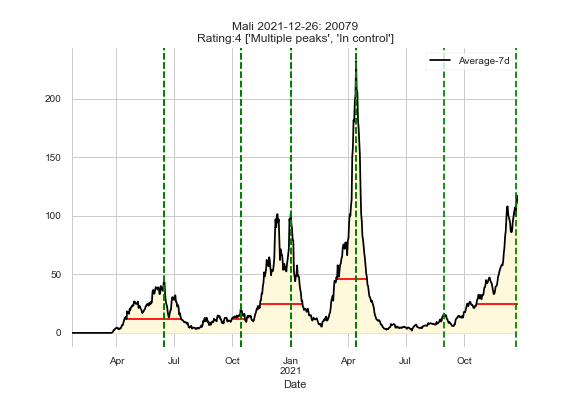 Mali 2021-12-26: 20079
Rating:4 ['Multiple peaks', 'In control']
Average-7d
200
150
100
50
0
Apr Jul Oct Jan Apr Jul Oct
2021
Date